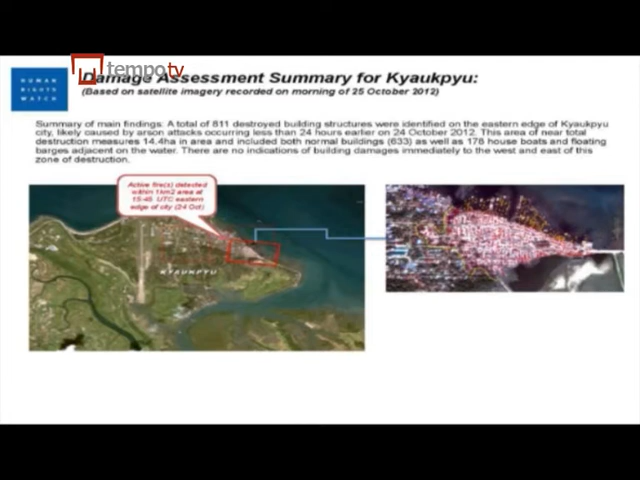 tempotv
HUMAN
RIGHTS
WATCH
Damage Assessment Summary for Kyaukpyu:
(Based on satellite imagery recorded on morning of 25 October 2012)
Summary of main findings: A total of 811 destroyed building structures were identified on the eastern edge of Kyaukpyu
city, likely caused by arson attacks occurring less than 24 hours earlier on 24 October 2012. This area of near total
destruction measures 14.4ha in area and included both normal buildings (633) as well as 178 house boats and floating
barges adjacent on the water. There are no indications of building damages immediately to the west and east of this
zone of destruction.
Active fire(s) detected
within 1km2 area at
15:45 UTC eastern
edge of city (24 Oct)
KYAUKPYU